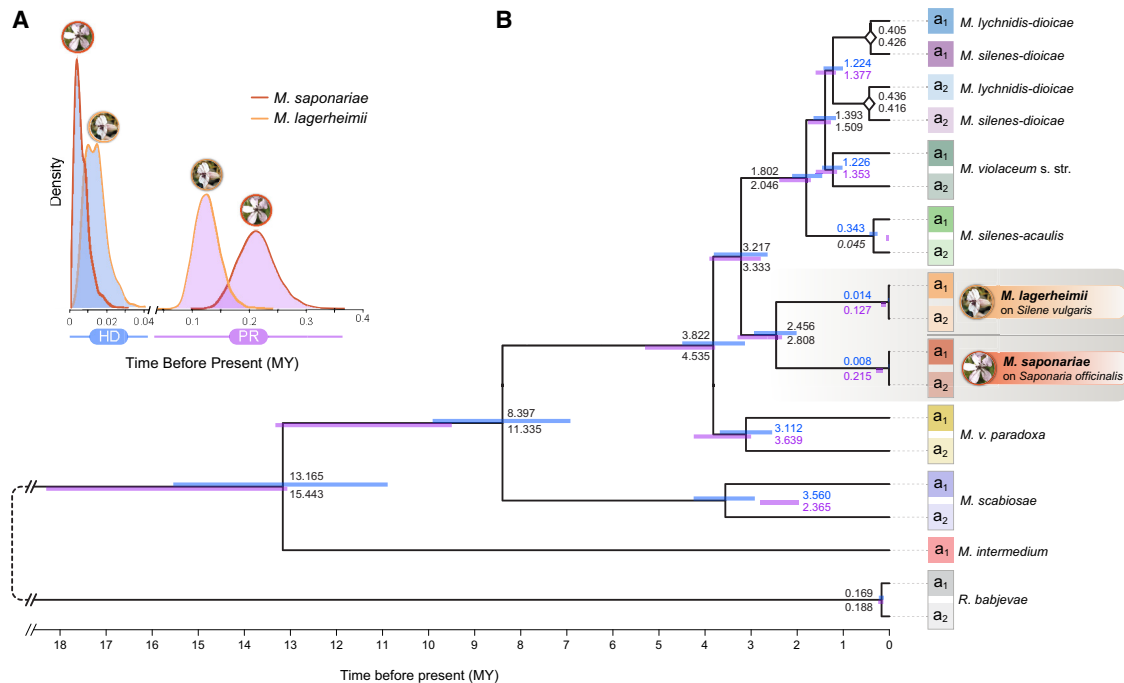 A
M. saponariae
M. lagerheimii
Density
0 0.02 0.04 0.1 0.2 0.3 0.4
HD PR
Time Before Present (MY)
B
a1 M. lychnidis-dioicae
0.405
0.426
a1 M. silenes-dioicae
1.224
1.377
a2 M. lychnidis-dioicae
0.436
0.416
a2 M. silenes-dioicae
1.393
1.509
a1
M. violaceum s. str.
a2
1.226
1.353
1.802
2.046
a1
M. silenes-acaulis
a2
0.343
0.045
3.217
3.333
a1
M. lagerheimii
on Silene vulgaris
a2
0.014
0.127
2.456
2.808
3.822
4.535
a1
M. saponariae
on Saponaria officinalis
a2
0.008
0.215
8.397
11.335
a1
M. v. paradoxa
a2
3.112
3.639
13.165
15.443
a1
M. scabiosae
a2
3.560
2.365
a1 M. intermedium
a1
R. babjevae
a2
0.169
0.188
18 17 16 15 14 13 12 11 10 9 8 7 6 5 4 3 2 1 0
Time before present (MY)